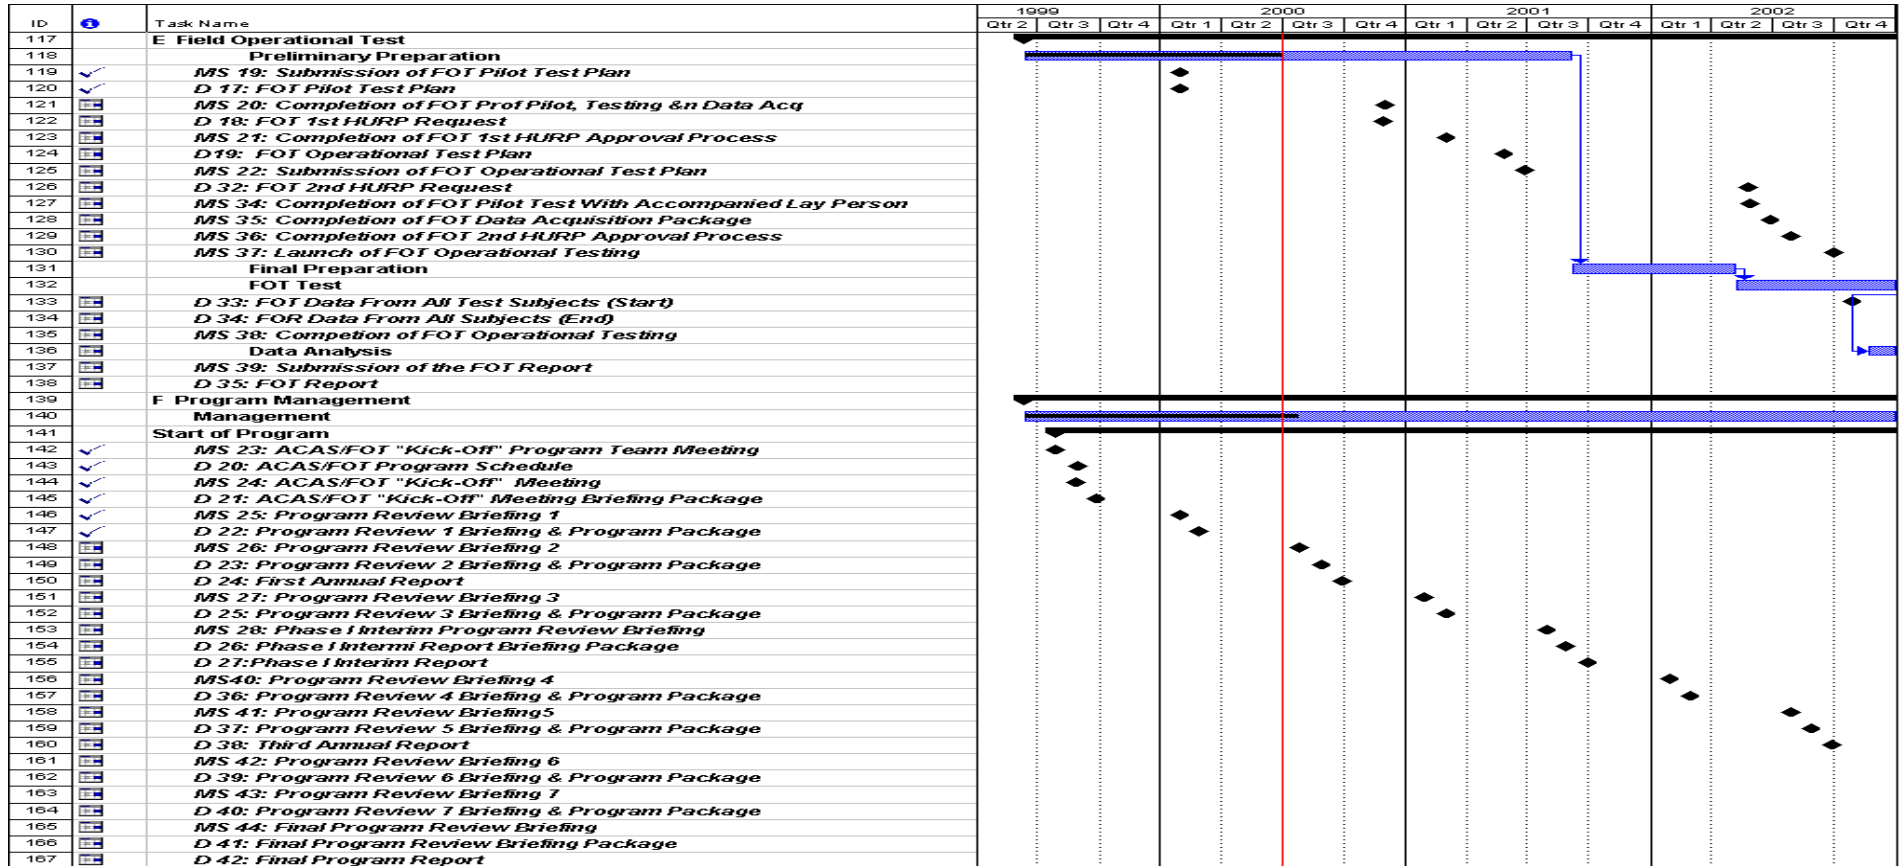 1999 2000 2001 2002
ID Task Name Qtr 2 Qtr 3 Qtr 4 Qtr 1 Qtr 2 Qtr 3 Qtr 4 Qtr 1 Qtr 2 Qtr 3 Qtr 4 Qtr 1 Qtr 2 Qtr 3 Qtr 4
117 E Field Operational Test
118 Preliminary Preparation
119 MS 19: Submission of FOT Pilot Test Plan
120 D 17: FOT Pilot Test Plan
121 MS 20: Completion of FOT Prof Pilot, Testing &n Data Acq
122 D 18: FOT 1st HURP Request
123 MS 21: Completion of FOT 1st HURP Approval Process
124 D19: FOT Operational Test Plan
125 MS 22: Submission of FOT Operational Test Plan
126 D 32: FOT 2nd HURP Request
127 MS 34: Completion of FOT Pilot Test With Accompanied Lay Person
128 MS 35: Completion of FOT Data Acquisition Package
129 MS 36: Completion of FOT 2nd HURP Approval Process
130 MS 37: Launch of FOT Operational Testing
131 Final Preparation
132 FOT Test
133 D 33: FOT Data From All Test Subjects (Start)
134 D 34: FOR Data From All Subjects (End)
135 MS 38: Competion of FOT Operational Testing
136 Data Analysis
137 MS 39: Submission of the FOT Report
138 D 35: FOT Report
139 F Program Management
140 Management
141 Start of Program
142 MS 23: ACAS/FOT "Kick-Off" Program Team Meeting
143 D 20: ACAS/FOT Program Schedule
144 MS 24: ACAS/FOT "Kick-Off" Meeting
145 D 21: ACAS/FOT "Kick-Off" Meeting Briefing Package
146 MS 25: Program Review Briefing 1
147 D 22: Program Review 1 Briefing & Program Package
148 MS 26: Program Review Briefing 2
149 D 23: Program Review 2 Briefing & Program Package
150 D 24: First Annual Report
151 MS 27: Program Review Briefing 3
152 D 25: Program Review 3 Briefing & Program Package
153 MS 28: Phase I Interim Program Review Briefing
154 D 26: Phase I Intermi Report Briefing Package
155 D 27:Phase I Interim Report
156 MS40: Program Review Briefing 4
157 D 36: Program Review 4 Briefing & Program Package
158 MS 41: Program Review Briefing5
159 D 37: Program Review 5 Briefing & Program Package
160 D 38: Third Annual Report
161 MS 42: Program Review Briefing 6
162 D 39: Program Review 6 Briefing & Program Package
163 MS 43: Program Review Briefing 7
164 D 40: Program Review 7 Briefing & Program Package
165 MS 44: Final Program Review Briefing
166 D 41: Final Program Review Briefing Package
167 D 42: Final Program Report